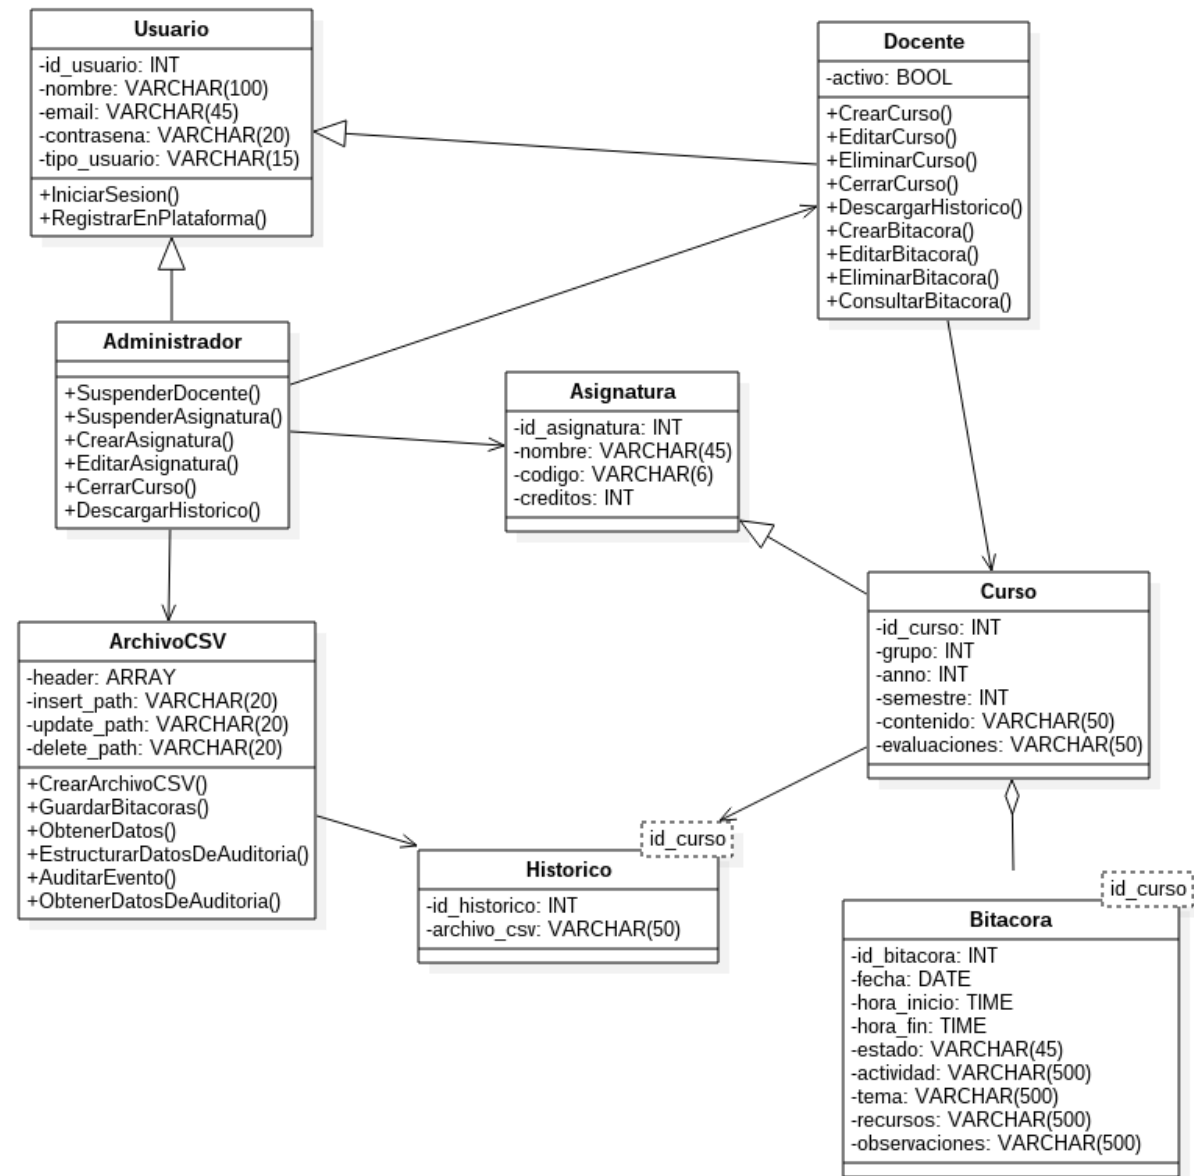 Usuario
-id_usuario: INT
-nombre: VARCHAR(100)
-email: VARCHAR(45)
-contrasena: VARCHAR(20)
-tipo_usuario: VARCHAR(15)
+IniciarSesion()
+RegistrarEnPlataforma()
Docente
-activo: BOOL
+CrearCurso()
+EditarCurso()
+EliminarCurso()
+CerrarCurso()
+DescargarHistorico()
+CrearBitacora()
+EditarBitacora()
+EliminarBitacora()
+ConsultarBitacora()
Administrador
+SuspenderDocente()
+SuspenderAsignatura()
+CrearAsignatura()
+EditarAsignatura()
+CerrarCurso()
+DescargarHistorico()
Asignatura
-id_asignatura: INT
-nombre: VARCHAR(45)
-codigo: VARCHAR(6)
-creditos: INT
Curso
-id_curso: INT
-grupo: INT
-anno: INT
-semestre: INT
-contenido: VARCHAR(50)
-evaluaciones: VARCHAR(50)
ArchivoCSV
-header: ARRAY
-insert_path: VARCHAR(20)
-update_path: VARCHAR(20)
-delete_path: VARCHAR(20)
+CrearArchivoCSV()
+GuardarBitacoras()
+ObtenerDatos()
+EstructurarDatosDeAuditoria()
+AuditarEvento()
+ObtenerDatosDeAuditoria()
id_curso
Historico
-id_historico: INT
-archivo_csv: VARCHAR(50)
id_curso
Bitacora
-id_bitacora: INT
-fecha: DATE
-hora_inicio: TIME
-hora_fin: TIME
-estado: VARCHAR(45)
-actividad: VARCHAR(500)
-tema: VARCHAR(500)
-recursos: VARCHAR(500)
-observaciones: VARCHAR(500)